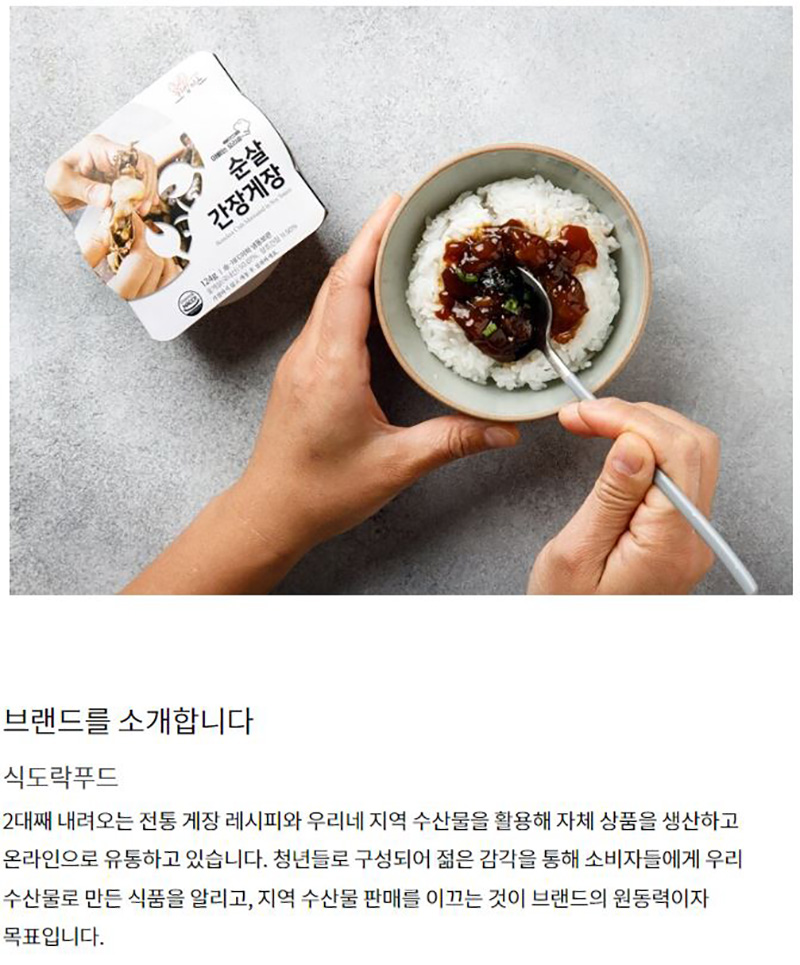 순살
간장게장
Marinated in Soy Sauce
124g
HACCP
브랜드를 소개합니다
식도락푸드
2대째 내려오는 전통 게장 레시피와 우리네 지역 수산물을 활용해 자체 상품을 생산하고
온라인으로 유통하고 있습니다. 청년들로 구성되어 젊은 감각을 통해 소비자들에게 우리
수산물로 만든 식품을 알리고, 지역 수산물 판매를 이끄는 것이 브랜드의 원동력이자
목표입니다.